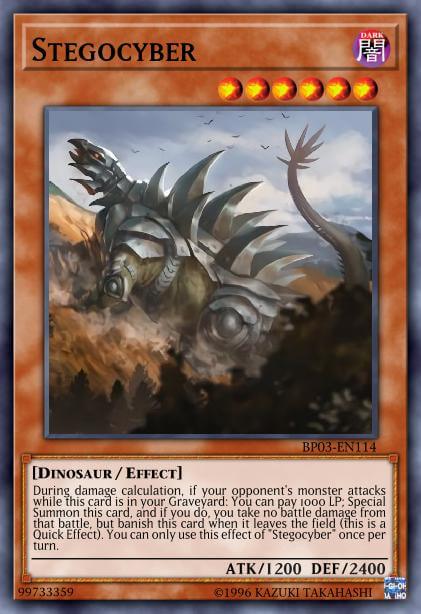 Stegocyber
DARK
闇
BP03-EN114
[Dinosaur / Effect]
During damage calculation, if your opponent's monster attacks
while this card is in your Graveyard: You can pay 1000 LP; Special
Summon this card, and if you do, you take no battle damage from
that battle, but banish this card when it leaves the field (this is a
Quick Effect). You can only use this effect of "Stegocyber" once per
turn.
ATK/1200 DEF/2400
99733359
©1996 KAZUKI TAKAHASHI